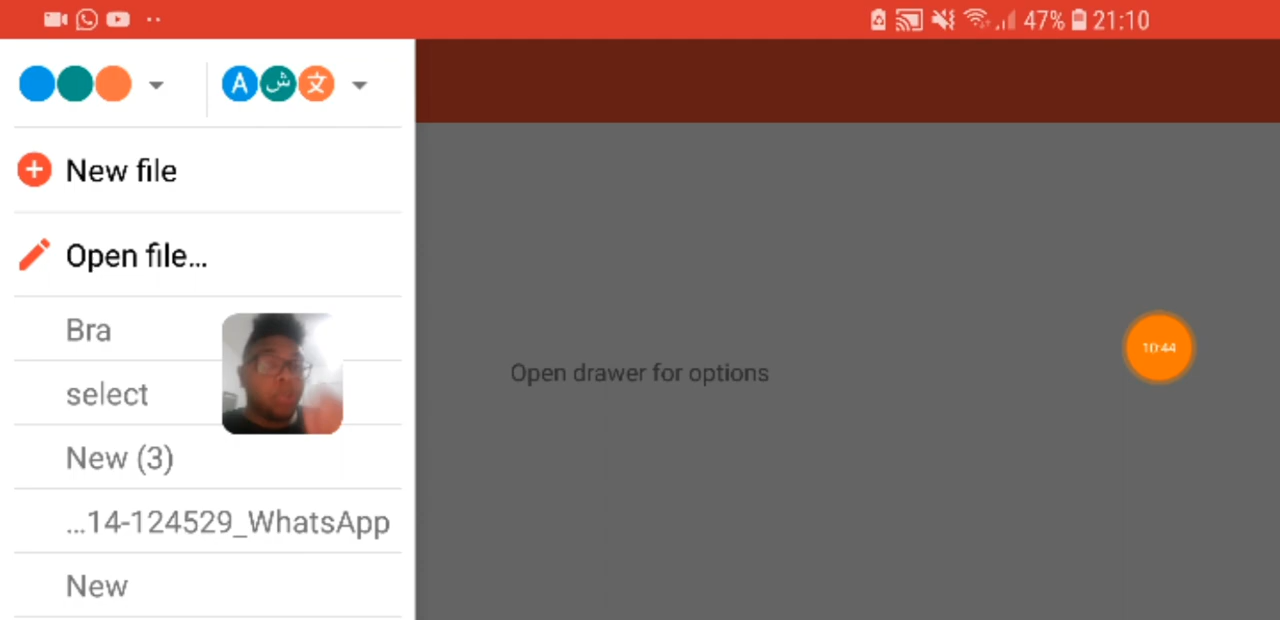 47% 21:10
A ش 文
New file
Open file...
Bra
select
New (3)
...14-124529_WhatsApp
New
Open drawer for options
10:44